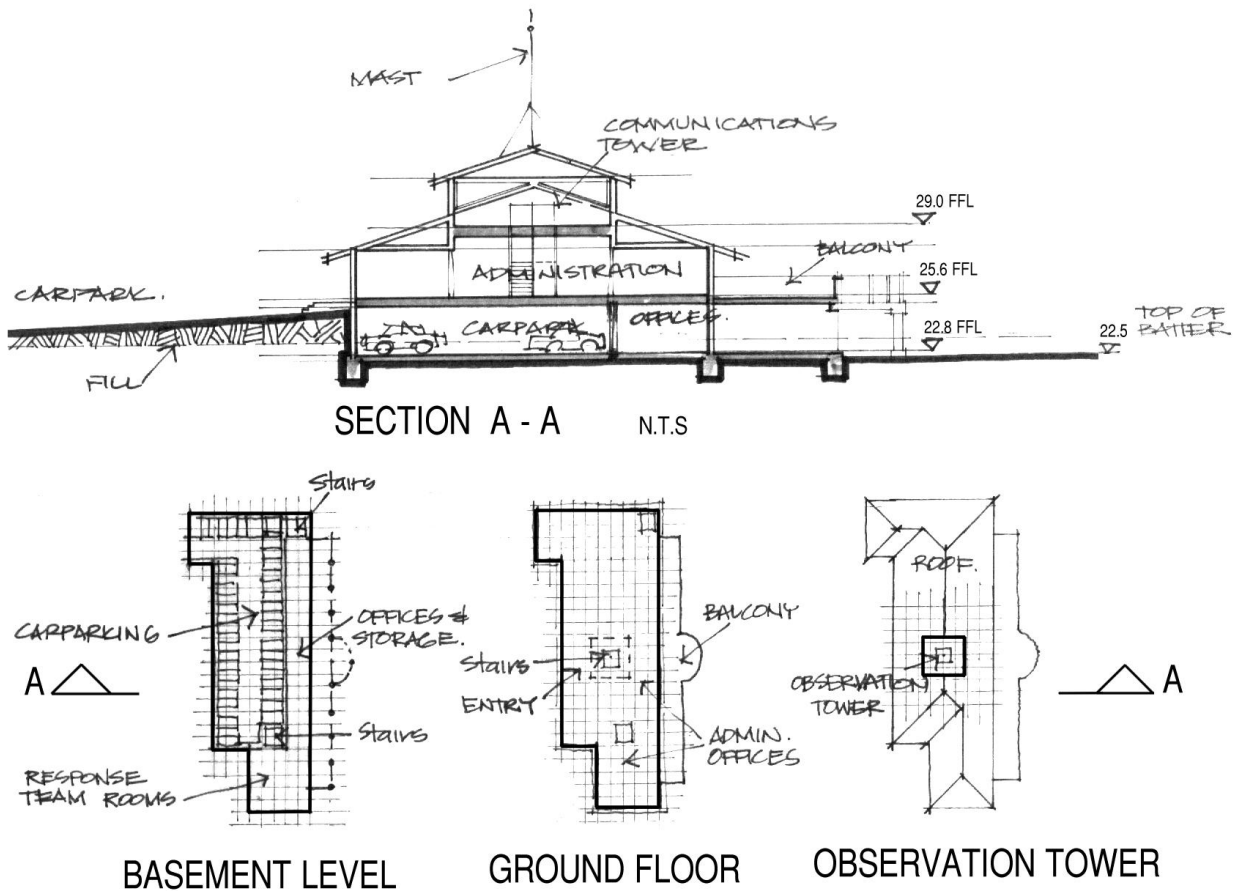 MAST
COMMUNICATIONS
TOWER
29.0 FFL
BALCONY
ADMINISTRATION
25.6 FFL
CARPARK.
CARPARK
OFFICES.
22.8 FFL
22.5
TOP OF
BATTER
FILL
SECTION A - A
N.T.S
Stairs
ROOF.
CARPARKING
OFFICES &
STORAGE.
BALCONY
Stairs
ENTRY
A
OBSERVATION
TOWER
A
Stairs
ADMIN.
OFFICES
RESPONSE
TEAM ROOMS
BASEMENT LEVEL
GROUND FLOOR
OBSERVATION TOWER